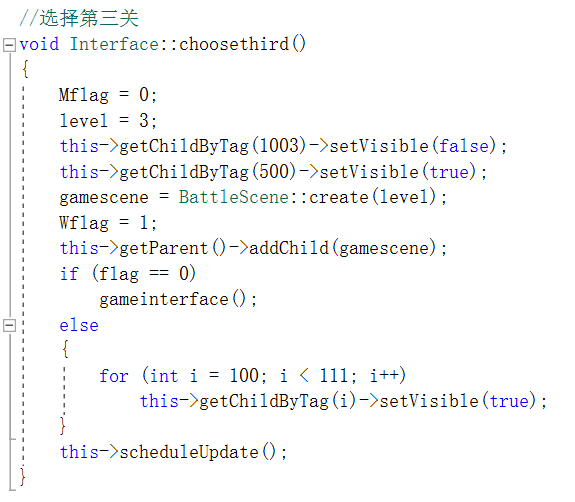 //选择第三关
void Interface::choosethird()
{
    Mflag = 0;
    level = 3;
    this->getChildByTag(1003)->setVisible(false);
    this->getChildByTag(500)->setVisible(true);
    gamescene = BattleScene::create(level);
    Wflag = 1;
    this->getParent()->addChild(gamescene);
    if (flag == 0)
        gameinterface();
    else
    {
        for (int i = 100; i < 111; i++)
            this->getChildByTag(i)->setVisible(true);
    }
    this->scheduleUpdate();
}